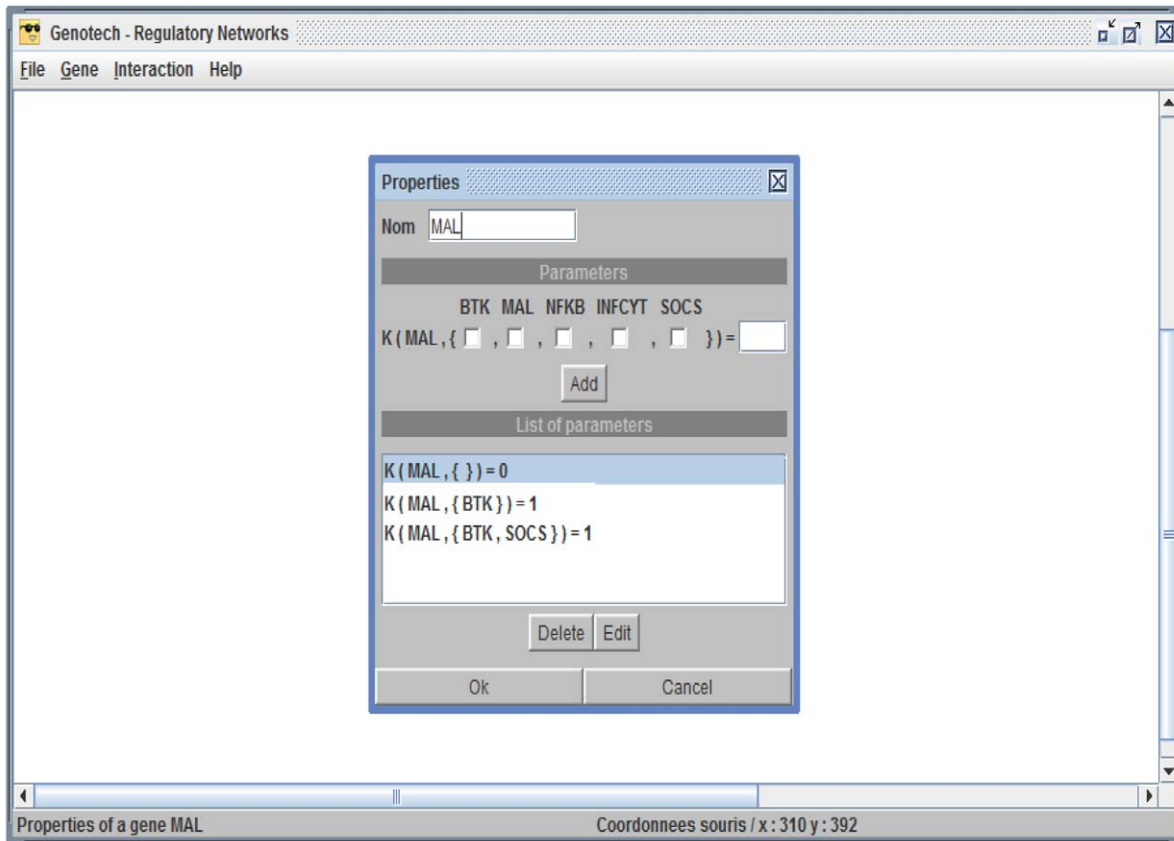 Genotech - Regulatory Networks
File Gene Interaction Help
Properties
Nom MAL
Parameters
BTK MAL NFKB INFCYT SOCS
K ( MAL , { , , , , } ) =
Add
List of parameters
K ( MAL , { } ) = 0
K ( MAL , { BTK } ) = 1
K ( MAL , { BTK , SOCS } ) = 1
Delete Edit
Ok Cancel
Properties of a gene MAL Coordonnees souris / x : 310 y : 392